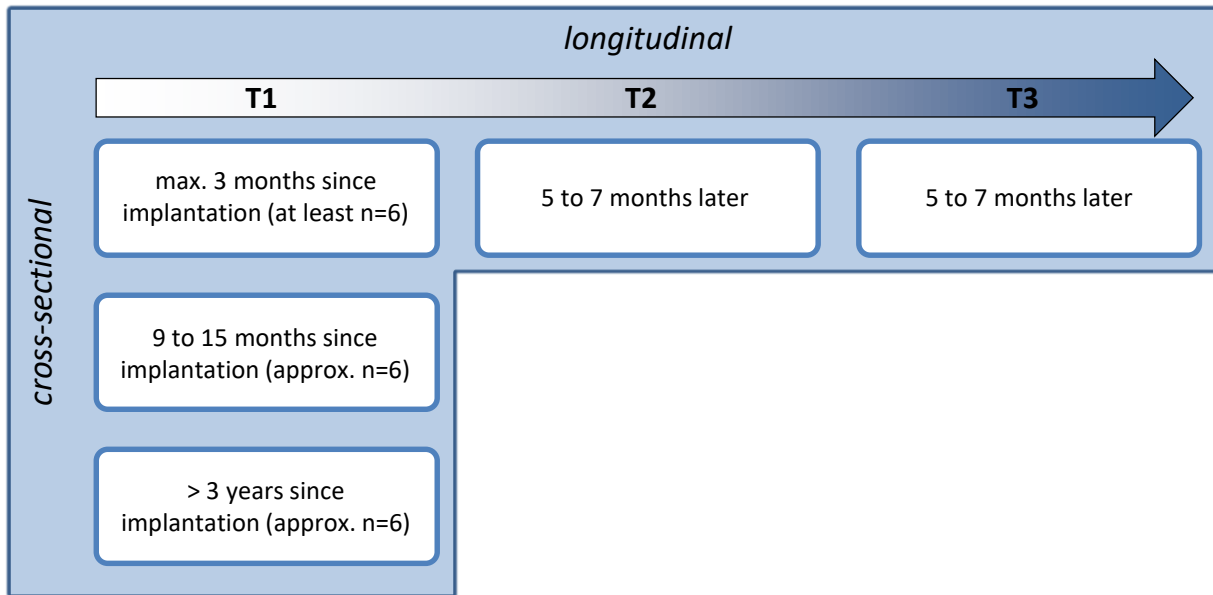 longitudinal
T1 T2 T3
cross-sectional
max. 3 months since
implantation (at least n=6)
5 to 7 months later
5 to 7 months later
9 to 15 months since
implantation (approx. n=6)
> 3 years since
implantation (approx. n=6)